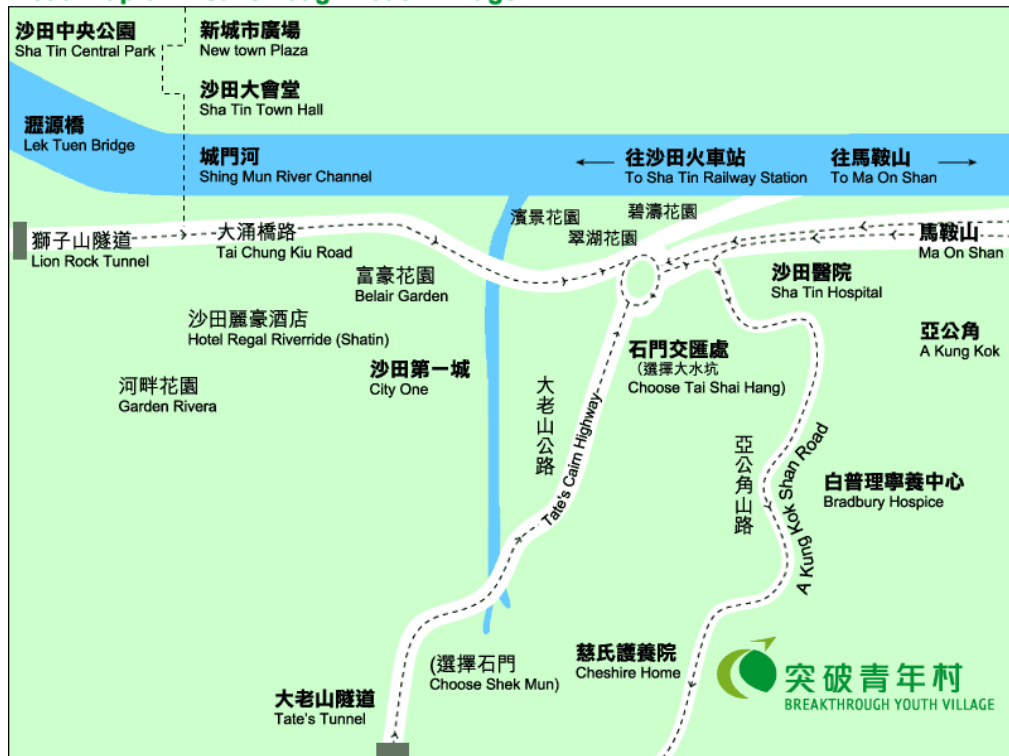 沙田中央公園
Sha Tin Central Park
新城市廣場
New town Plaza
沙田大會堂
Sha Tin Town Hall
瀝源橋
Lek Tuen Bridge
城門河
Shing Mun River Channel
往沙田火車站
To Sha Tin Railway Station
往馬鞍山
To Ma On Shan
濱景花園
碧濤花園
翠湖花園
獅子山隧道
Lion Rock Tunnel
大涌橋路
Tai Chung Kiu Road
馬鞍山
Ma On Shan
富豪花園
Belair Garden
沙田醫院
Sha Tin Hospital
沙田麗豪酒店
Hotel Regal Riverride (Shatin)
亞公角
A Kung Kok
石門交匯處
(選擇大水坑
Choose Tai Shai Hang)
沙田第一城
City One
河畔花園
Garden Rivera
大老山公路
Tate's Cairn Highway
亞公角山路
A Kung Kok Shan Road
白普理寧養中心
Bradbury Hospice
(選擇石門
Choose Shek Mun)
慈氏護養院
Cheshire Home
大老山隧道
Tate's Tunnel
突破青年村
BREAKTHROUGH YOUTH VILLAGE